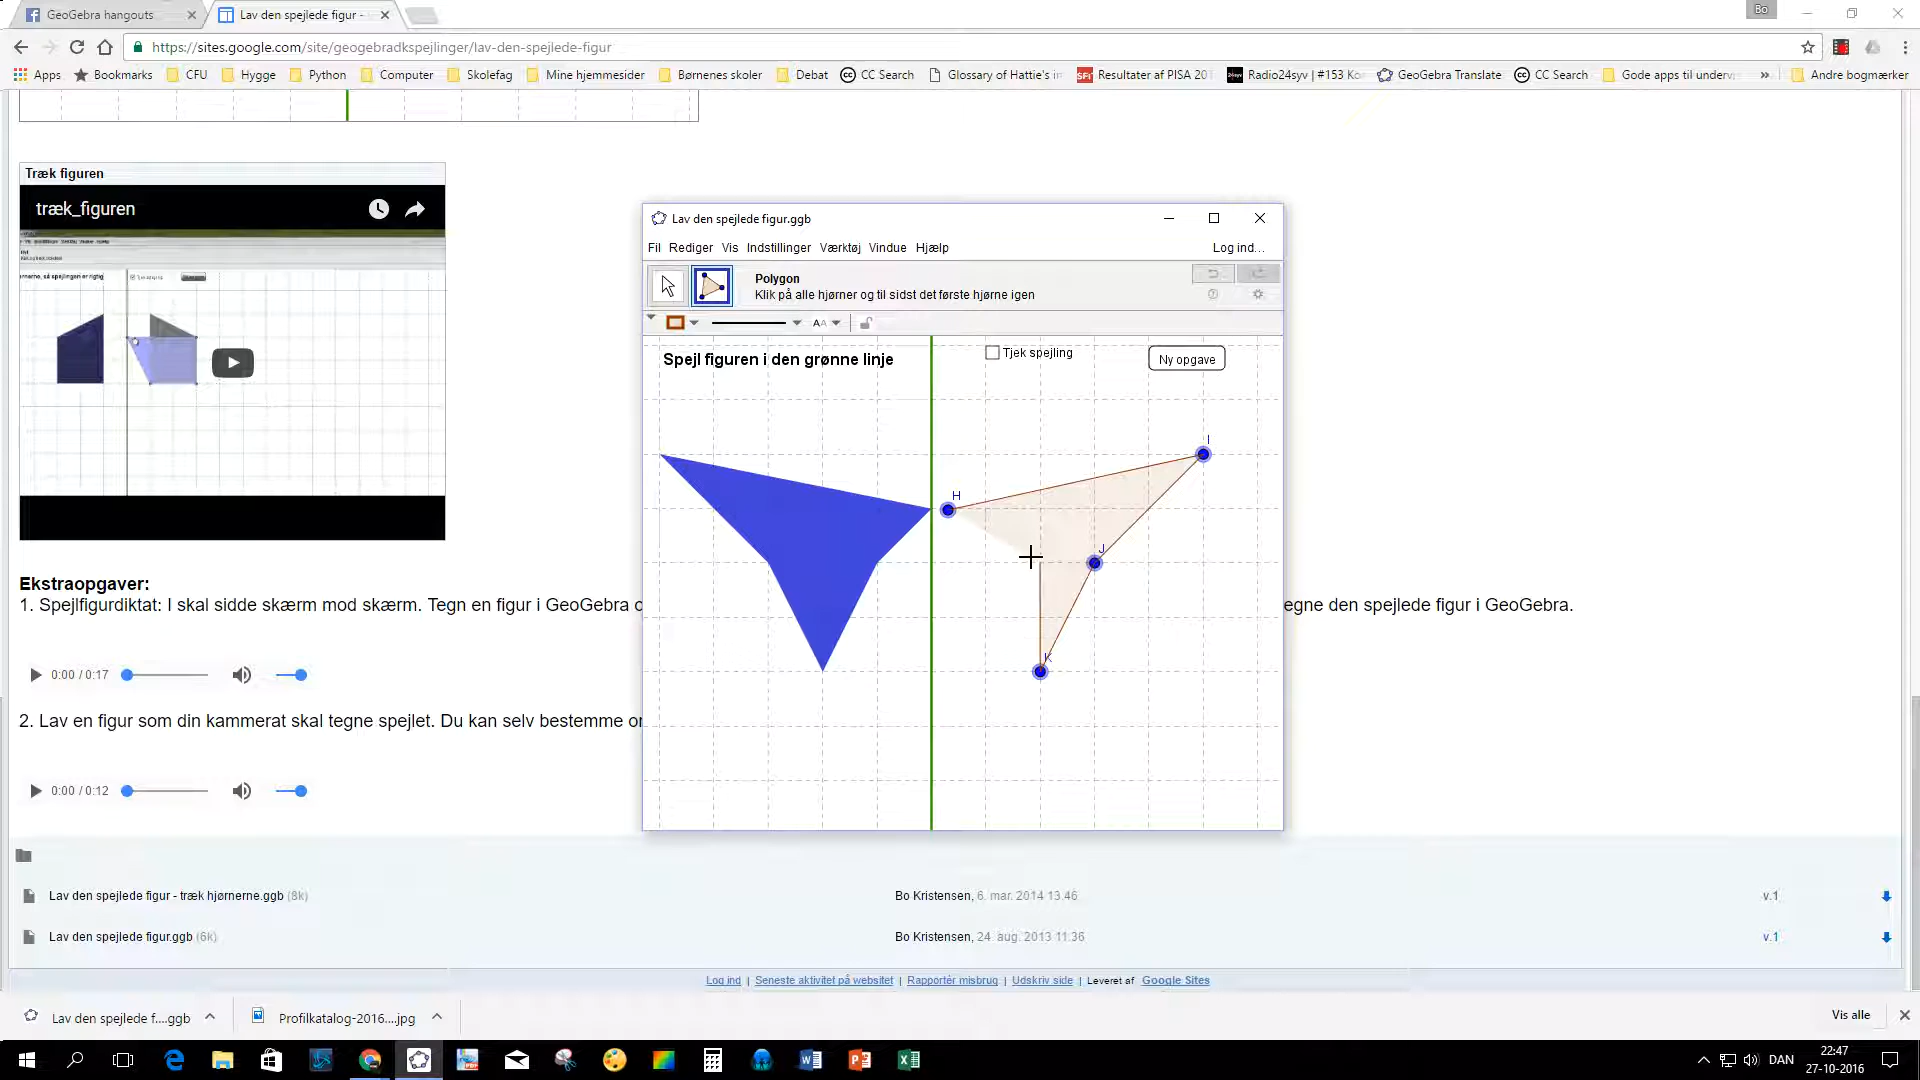 GeoGebra hangouts
Lav den spejlede figur -
Bo
https://sites.google.com/site/geogebradkspejlinger/lav-den-spejlede-figur
Apps Bookmarks CFU Hygge Python Computer Skolefag Mine hjemmesider Børnenes skoler Debat CC Search Glossary of Hattie's in Resultater af PISA 201 Radio24syv | #153 Ko GeoGebra Translate CC Search Gode apps til underv » Andre bogmærker
Træk figuren
træk_figuren
Lav den spejlede figur.ggb
Fil Rediger Vis Indstillinger Værktøj Vindue Hjælp Log ind...
Polygon
Klik på alle hjørner og til sidst det første hjørne igen
AA
Spejl figuren i den grønne linje
Tjek spejling
Ny opgave
I
H
J
K
Ekstraopgaver:
1. Spejlfigurdiktat: I skal sidde skærm mod skærm. Tegn en figur i GeoGebra o
egne den spejlede figur i GeoGebra.
0:00 / 0:17
2. Lav en figur som din kammerat skal tegne spejlet. Du kan selv bestemme or
0:00 / 0:12
Lav den spejlede figur - træk hjørnerne.ggb (8k) Bo Kristensen, 6. mar. 2014 13.46 v.1
Lav den spejlede figur.ggb (6k) Bo Kristensen, 24. aug. 2013 11.36 v.1
Log ind | Seneste aktivitet på websitet | Rapportér misbrug | Udskriv side | Leveret af Google Sites
Lav den spejlede f....ggb Profilkatalog-2016....jpg Vis alle
DAN
22:47
27-10-2016